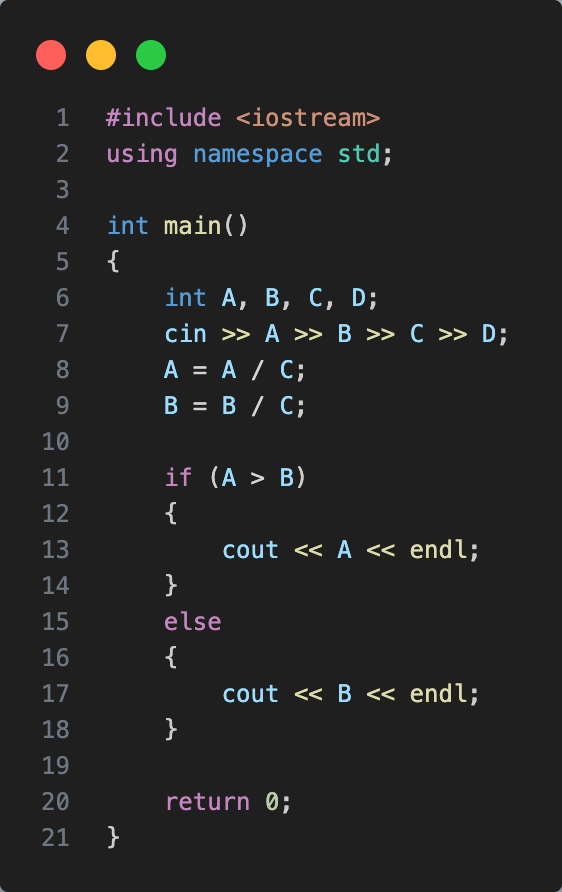 1 #include <iostream>
2 using namespace std;
3
4 int main()
5 {
6     int A, B, C, D;
7     cin >> A >> B >> C >> D;
8     A = A / C;
9     B = B / C;
10
11     if (A > B)
12     {
13         cout << A << endl;
14     }
15     else
16     {
17         cout << B << endl;
18     }
19
20     return 0;
21 }